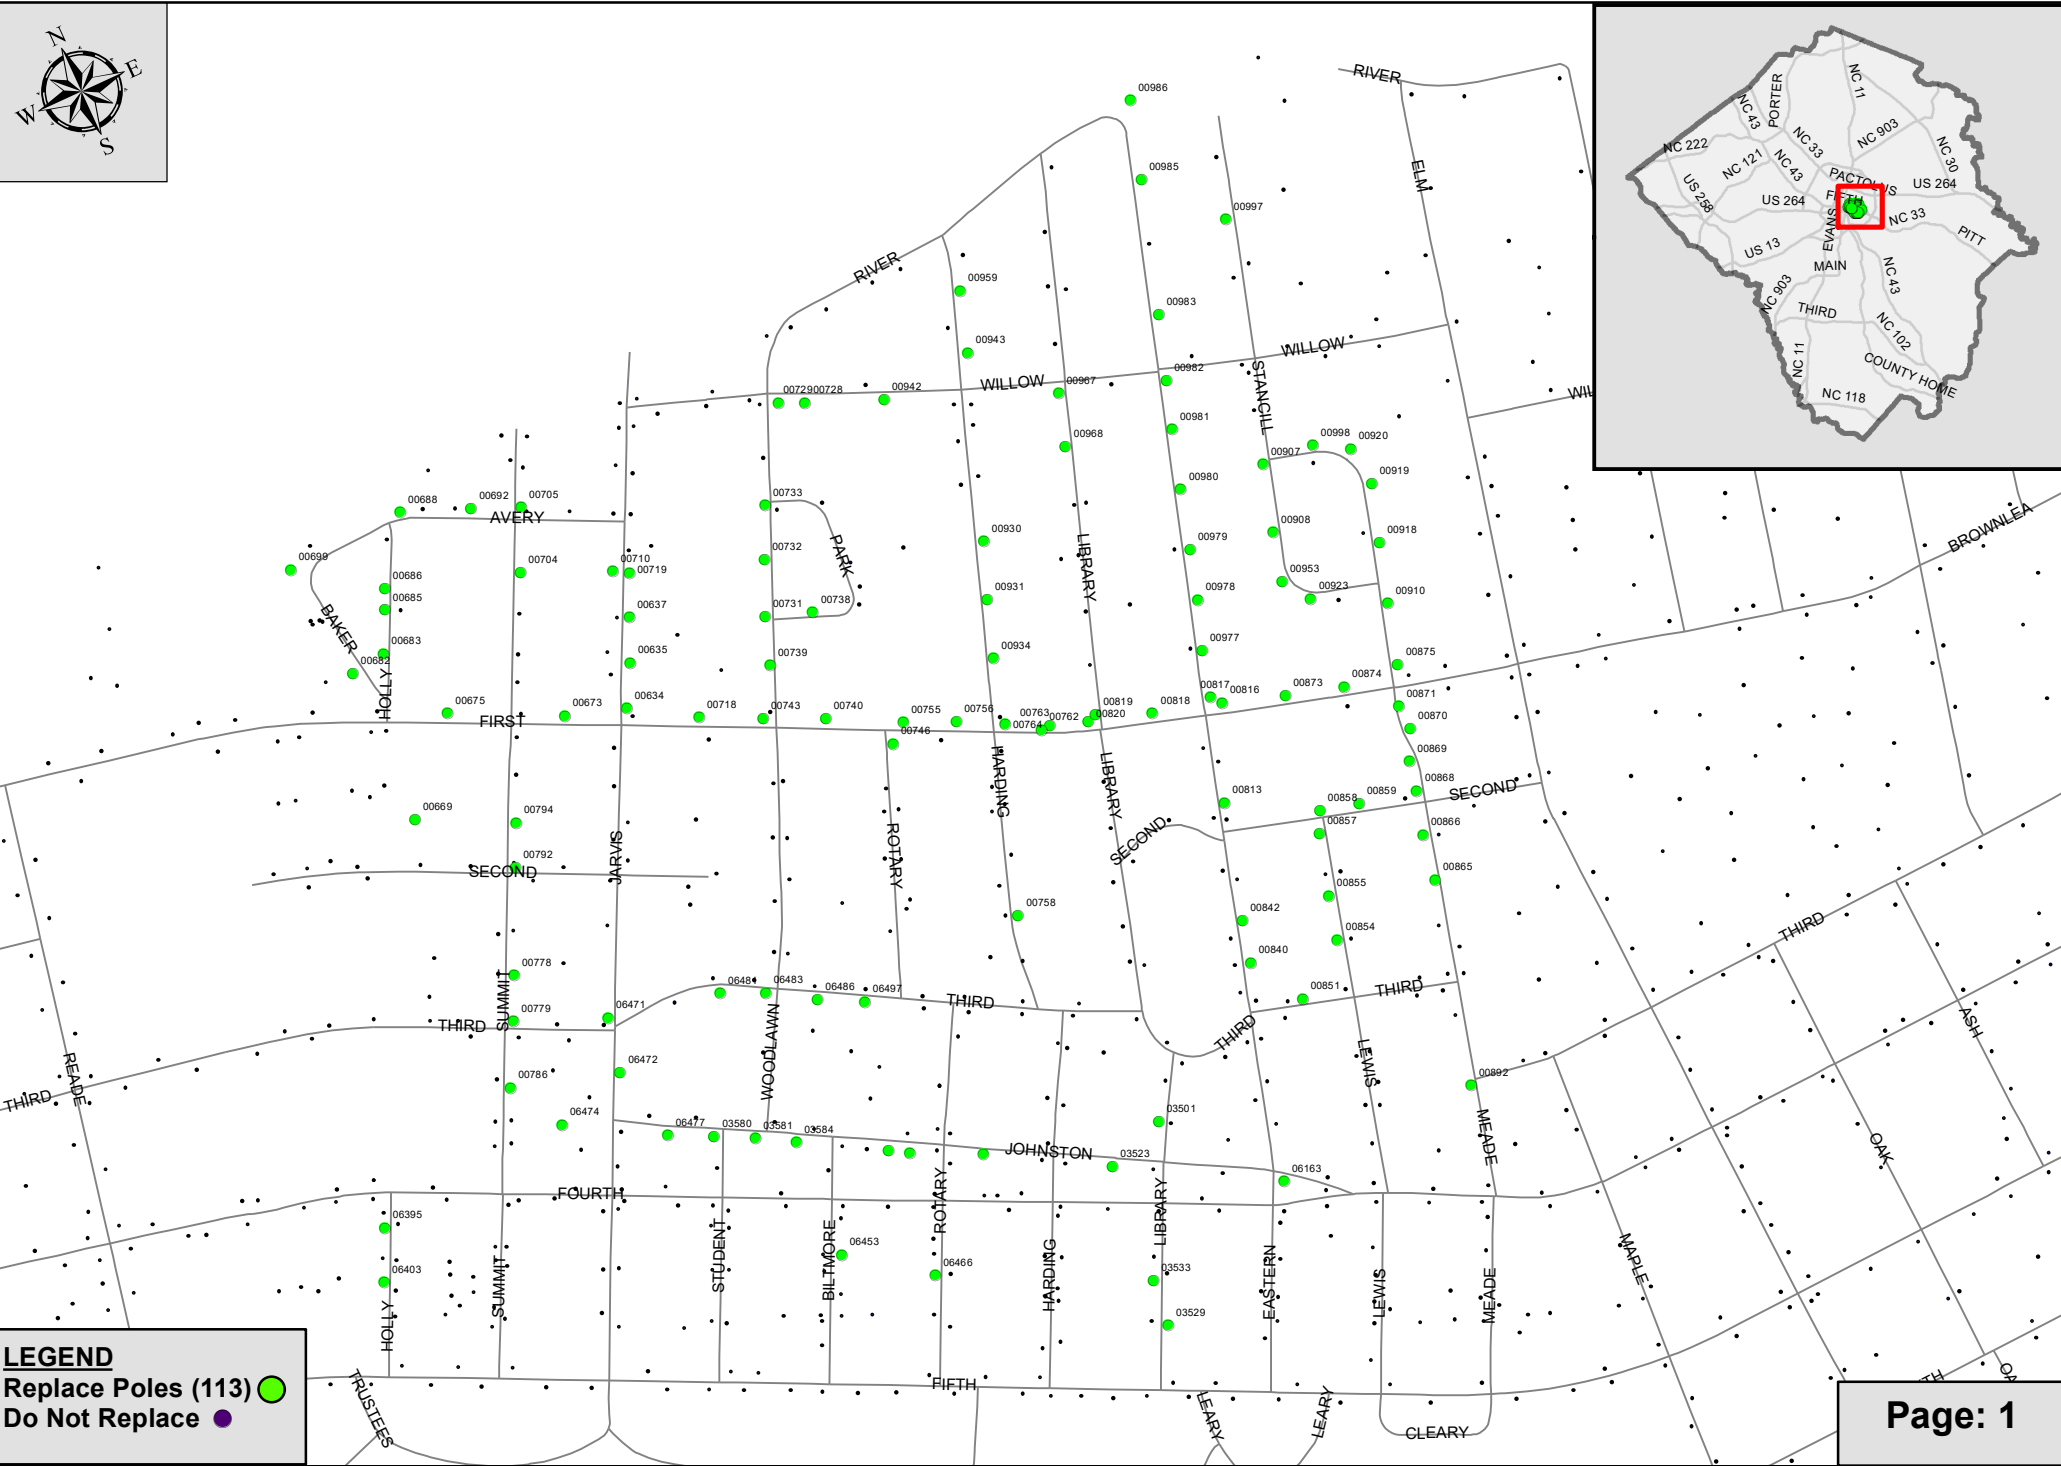 N
E
W
S
RIVER
RIVER
ELM
00986
00985
00997
00959
00983
00943
WILLOW
WILLOW
WIL
00982
00967
0072900728
00942
STANCILL
00981
00968
00998
00920
00907
00980
00919
00733
00688
00692
00705
AVERY
00908
00918
00930
LIBRARY
00979
PARK
00732
00699
00704
00710
00719
00686
00685
00953
00923
00910
00978
00931
00738
00731
00637
BAKER
BROWNLEA
00683
00682
HOLLY
00635
00739
00934
00977
00875
00874
00873
00871
00817
00816
00818
00819
00820
00762
00763
00764
00756
00755
00746
00740
00743
00718
00634
00673
00675
FIRST
00870
00869
00868
SECOND
HARDING
LIBRARY
00813
00858
00859
00857
00866
SECOND
00669
00794
JARVIS
ROTARY
00792
SECOND
00865
00855
00758
00842
00854
00840
THIRD
00778
SUMMIT
00779
THIRD
06471
06481
06483
06486
06497
THIRD
00851
THIRD
THIRD
ASH
READE
THIRD
WOODLAWN
06472
00786
LEWIS
00892
MEADE
OAK
06474
06477
03580
03581
03584
03501
JOHNSTON
03523
06163
FOURTH
06395
ROTARY
LIBRARY
STUDENT
BILTMORE
06453
06403
SUMMIT
06466
HARDING
03533
EASTERN
LEWIS
MEADE
MAPLE
HOLLY
03529
FIFTH
TRUSTEES
LEARY
LEARY
CLEARY
TH
OA
LEGEND
Replace Poles (113)
Do Not Replace
Page: 1
NC 11
PORTER
NC 43
NC 33
NC 903
NC 30
NC 222
NC 121
NC 43
PACTOLUS
US 264
US 258
US 264
FIFTH
NC 33
EVANS
PITT
US 13
MAIN
NC 43
NC 903
THIRD
NC 102
NC 11
COUNTY HOME
NC 118